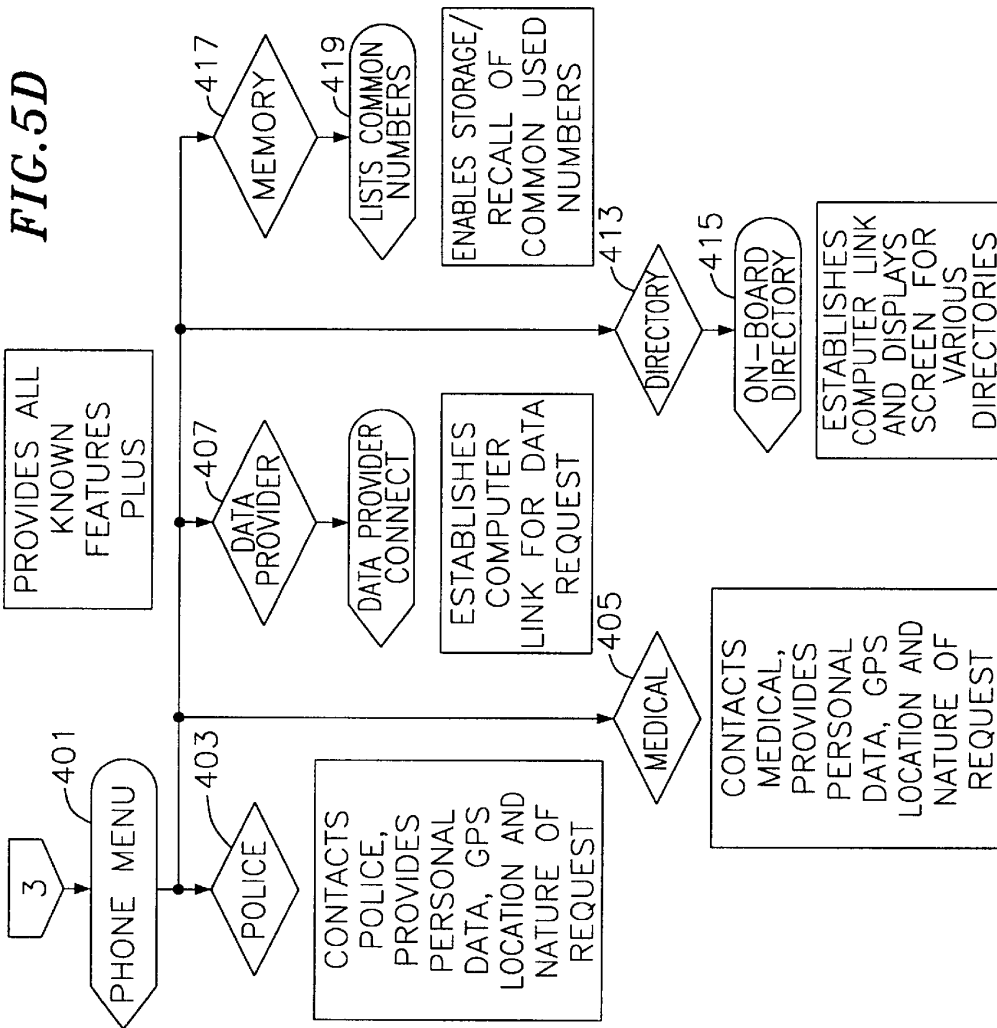 FIG.5D
PROVIDES ALL
KNOWN
FEATURES
PLUS
3
401
PHONE MENU
403
POLICE
CONTACTS
POLICE,
PROVIDES
PERSONAL
DATA, GPS
LOCATION AND
NATURE OF
REQUEST
405
MEDICAL
CONTACTS
MEDICAL,
PROVIDES
PERSONAL
DATA, GPS
LOCATION AND
NATURE OF
REQUEST
407
DATA
PROVIDER
DATA PROVIDER
CONNECT
ESTABLISHES
COMPUTER
LINK FOR DATA
REQUEST
413
DIRECTORY
415
ON-BOARD
DIRECTORY
ESTABLISHES
COMPUTER LINK
AND DISPLAYS
SCREEN FOR
VARIOUS
DIRECTORIES
417
MEMORY
419
LISTS COMMON
NUMBERS
ENABLES STORAGE/
RECALL OF
COMMON USED
NUMBERS